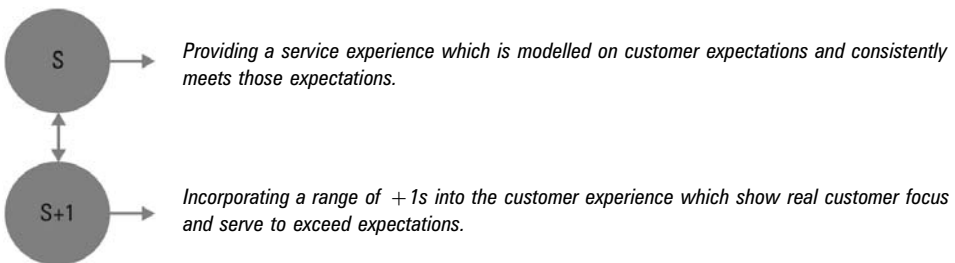 S
Providing a service experience which is modelled on customer expectations and consistently
meets those expectations.
S+1
Incorporating a range of +1s into the customer experience which show real customer focus
and serve to exceed expectations.